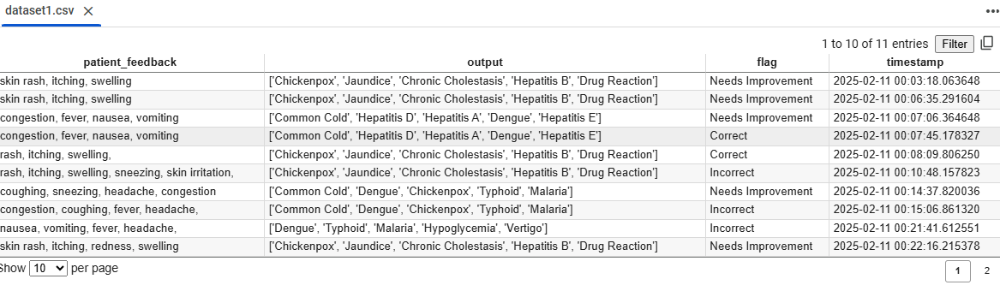 dataset1.csv ×
1 to 10 of 11 entries Filter
patient_feedback output flag timestamp
skin rash, itching, swelling ['Chickenpox', 'Jaundice', 'Chronic Cholestasis', 'Hepatitis B', 'Drug Reaction'] Needs Improvement 2025-02-11 00:03:18.063648
skin rash, itching, swelling ['Chickenpox', 'Jaundice', 'Chronic Cholestasis', 'Hepatitis B', 'Drug Reaction'] Needs Improvement 2025-02-11 00:06:35.291604
congestion, fever, nausea, vomiting ['Common Cold', 'Hepatitis D', 'Hepatitis A', 'Dengue', 'Hepatitis E'] Needs Improvement 2025-02-11 00:07:06.364648
congestion, fever, nausea, vomiting ['Common Cold', 'Hepatitis D', 'Hepatitis A', 'Dengue', 'Hepatitis E'] Correct 2025-02-11 00:07:45.178327
rash, itching, swelling, ['Chickenpox', 'Jaundice', 'Chronic Cholestasis', 'Hepatitis B', 'Drug Reaction'] Correct 2025-02-11 00:08:09.806250
rash, itching, swelling, sneezing, skin irritation, ['Chickenpox', 'Jaundice', 'Chronic Cholestasis', 'Hepatitis B', 'Drug Reaction'] Incorrect 2025-02-11 00:10:48.157823
coughing, sneezing, headache, congestion ['Common Cold', 'Dengue', 'Chickenpox', 'Typhoid', 'Malaria'] Needs Improvement 2025-02-11 00:14:37.820036
congestion, coughing, fever, headache, ['Common Cold', 'Dengue', 'Chickenpox', 'Typhoid', 'Malaria'] Incorrect 2025-02-11 00:15:06.861320
nausea, vomiting, fever, headache, ['Dengue', 'Typhoid', 'Malaria', 'Hypoglycemia', 'Vertigo'] Incorrect 2025-02-11 00:21:41.612551
skin rash, itching, redness, swelling ['Chickenpox', 'Jaundice', 'Chronic Cholestasis', 'Hepatitis B', 'Drug Reaction'] Needs Improvement 2025-02-11 00:22:16.215378
Show 10 per page 1 2